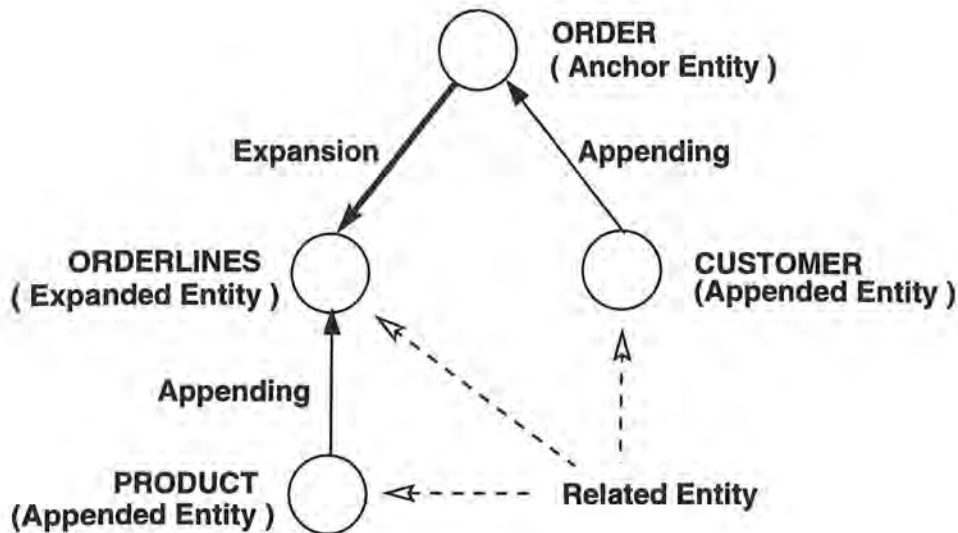 ORDER
( Anchor Entity )
Expansion
Appending
ORDERLINES
( Expanded Entity )
CUSTOMER
(Appended Entity )
Appending
PRODUCT
(Appended Entity )
Related Entity